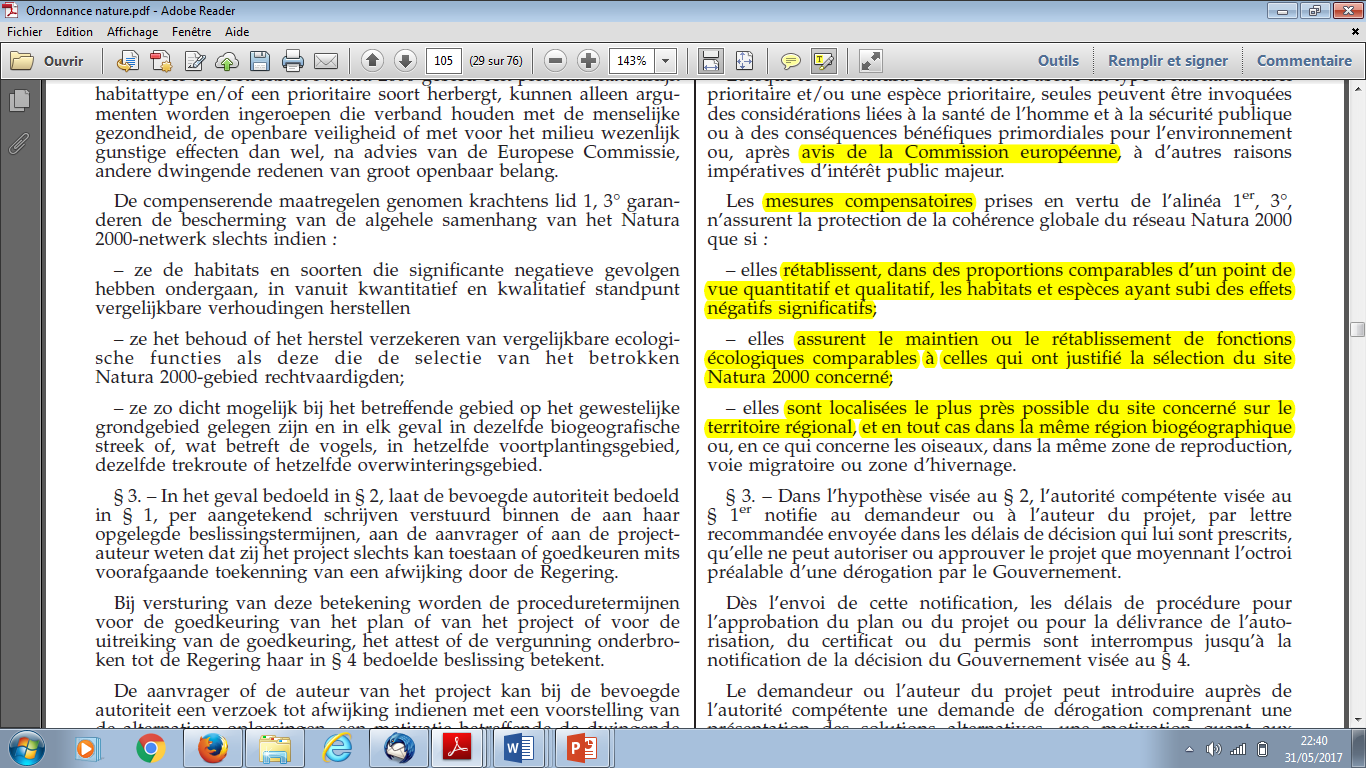 Ordonnance nature.pdf - Adobe Reader
Fichier Edition Affichage Fenêtre Aide
Ouvrir 105 (29 sur 76) 143% Outils Remplir et signer Commentaire
habitattype en/of een prioritaire soort herbergt, kunnen alleen argu-
menten worden ingeroepen die verband houden met de menselijke
gezondheid, de openbare veiligheid of met voor het milieu wezenlijk
gunstige effecten dan wel, na advies van de Europese Commissie,
andere dwingende redenen van groot openbaar belang.
De compenserende maatregelen genomen krachtens lid 1, 3° garan-
deren de bescherming van de algehele samenhang van het Natura
2000-netwerk slechts indien :
– ze de habitats en soorten die significante negatieve gevolgen
hebben ondergaan, in vanuit kwantitatief en kwalitatief standpunt
vergelijkbare verhoudingen herstellen
– ze het behoud of het herstel verzekeren van vergelijkbare ecologi-
sche functies als deze die de selectie van het betrokken
Natura 2000-gebied rechtvaardigden;
– ze zo dicht mogelijk bij het betreffende gebied op het gewestelijke
grondgebied gelegen zijn en in elk geval in dezelfde biogeografische
streek of, wat betreft de vogels, in hetzelfde voortplantingsgebied,
dezelfde trekroute of hetzelfde overwinteringsgebied.
§ 3. – In het geval bedoeld in § 2, laat de bevoegde autoriteit bedoeld
in § 1, per aangetekend schrijven verstuurd binnen de aan haar
opgelegde beslissingstermijnen, aan de aanvrager of aan de project-
auteur weten dat zij het project slechts kan toestaan of goedkeuren mits
voorafgaande toekenning van een afwijking door de Regering.
Bij versturing van deze betekening worden de proceduretermijnen
voor de goedkeuring van het plan of van het project of voor de
uitreiking van de goedkeuring, het attest of de vergunning onderbro-
ken tot de Regering haar in § 4 bedoelde beslissing betekent.
De aanvrager of de auteur van het project kan bij de bevoegde
autoriteit een verzoek tot afwijking indienen met een voorstelling van
de alternatieve oplossingen, een motivatie betreffende de dwingende
prioritaire et/ou une espèce prioritaire, seules peuvent être invoquées
des considérations liées à la santé de l'homme et à la sécurité publique
ou à des conséquences bénéfiques primordiales pour l'environnement
ou, après avis de la Commission européenne, à d'autres raisons
impératives d'intérêt public majeur.
Les mesures compensatoires prises en vertu de l'alinéa 1er, 3°,
n'assurent la protection de la cohérence globale du réseau Natura 2000
que si :
– elles rétablissent, dans des proportions comparables d'un point de
vue quantitatif et qualitatif, les habitats et espèces ayant subi des effets
négatifs significatifs;
– elles assurent le maintien ou le rétablissement de fonctions
écologiques comparables à celles qui ont justifié la sélection du site
Natura 2000 concerné;
– elles sont localisées le plus près possible du site concerné sur le
territoire régional, et en tout cas dans la même région biogéographique
ou, en ce qui concerne les oiseaux, dans la même zone de reproduction,
voie migratoire ou zone d'hivernage.
§ 3. – Dans l'hypothèse visée au § 2, l'autorité compétente visée au
§ 1er notifie au demandeur ou à l'auteur du projet, par lettre
recommandée envoyée dans les délais de décision qui lui sont prescrits,
qu'elle ne peut autoriser ou approuver le projet que moyennant l'octroi
préalable d'une dérogation par le Gouvernement.
Dès l'envoi de cette notification, les délais de procédure pour
l'approbation du plan ou du projet ou pour la délivrance de l'auto-
risation, du certificat ou du permis sont interrompus jusqu'à la
notification de la décision du Gouvernement visée au § 4.
Le demandeur ou l'auteur du projet peut introduire auprès de
l'autorité compétente une demande de dérogation comprenant une
présentation des solutions alternatives, une motivation quant aux
22:40
31/05/2017